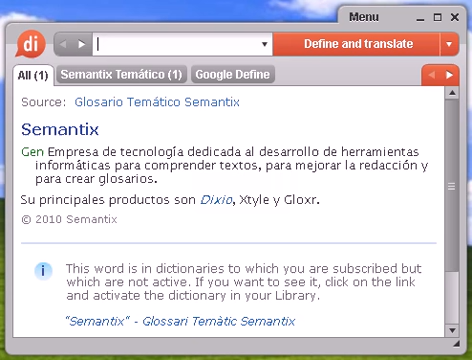 Menu
di
Define and translate
All (1) Semantix Temático (1) Google Define
Source: Glosario Temático Semantix
Semantix
Gen Empresa de tecnología dedicada al desarrollo de herramientas
informáticas para comprender textos, para mejorar la redacción y
para crear glosarios.
Su principales producten son Dixio, Xtyle y Gloxr.
© 2010 Semantix
i
This word is in dictionaries to which you are subscribed but
which are not active. If you want to see it, click on the link
and activate the dictionary in your Library.
"Semantix" - Glossari Temàtic Semantix